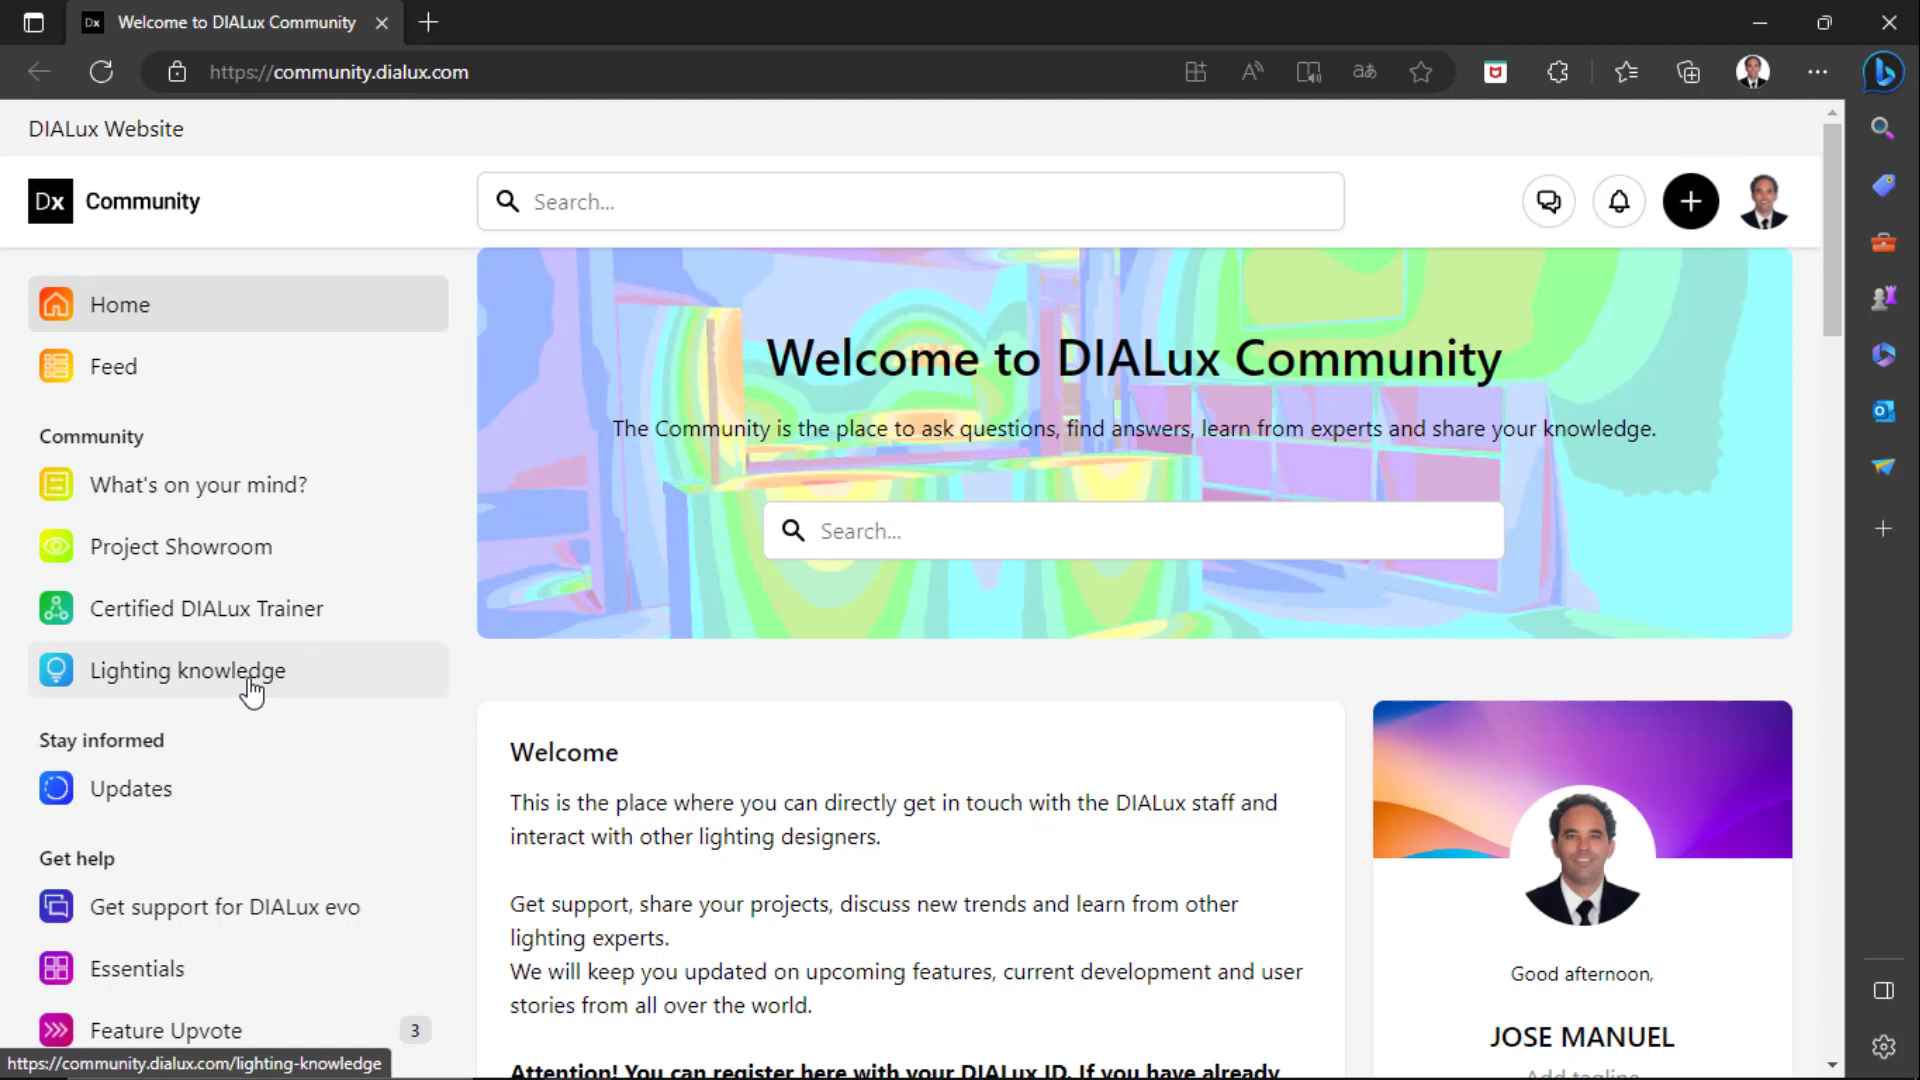 Dx Welcome to DIALux Community
https://community.dialux.com
DIALux Website
Dx Community
Search...
Home
Feed
Community
What's on your mind?
Project Showroom
Certified DIALux Trainer
Lighting knowledge
Stay informed
Updates
Get help
Get support for DIALux evo
Essentials
Feature Upvote 3
https://community.dialux.com/lighting-knowledge
Welcome to DIALux Community
The Community is the place to ask questions, find answers, learn from experts and share your knowledge.
Search...
Welcome
This is the place where you can directly get in touch with the DIALux staff and
interact with other lighting designers.
Get support, share your projects, discuss new trends and learn from other
lighting experts.
We will keep you updated on upcoming features, current development and user
stories from all over the world.
Attention! You can register here with your DIALux ID. If you have already
Good afternoon,
JOSE MANUEL
Add tagline